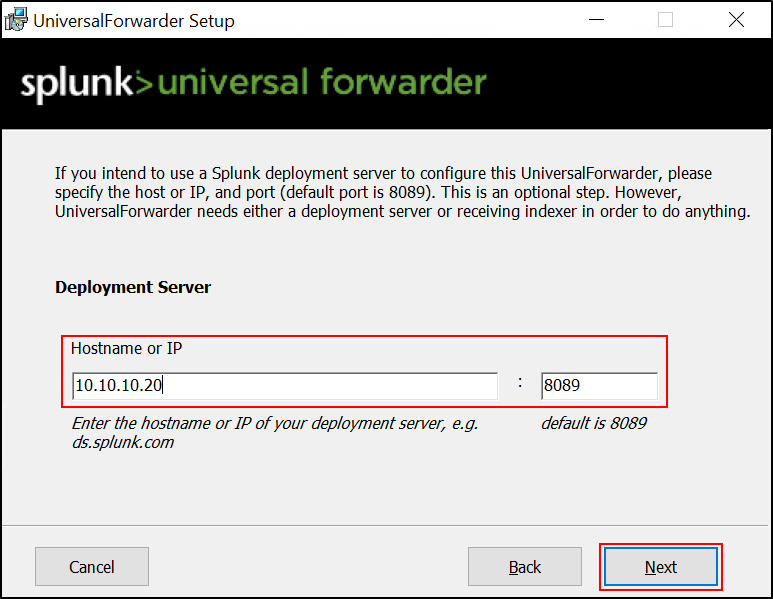 UniversalForwarder Setup
splunk>universal forwarder
If you intend to use a Splunk deployment server to configure this UniversalForwarder, please
specify the host or IP, and port (default port is 8089). This is an optional step. However,
UniversalForwarder needs either a deployment server or receiving indexer in order to do anything.
Deployment Server
Hostname or IP
10.10.10.20 : 8089
Enter the hostname or IP of your deployment server, e.g. default is 8089
ds.splunk.com
Cancel Back Next